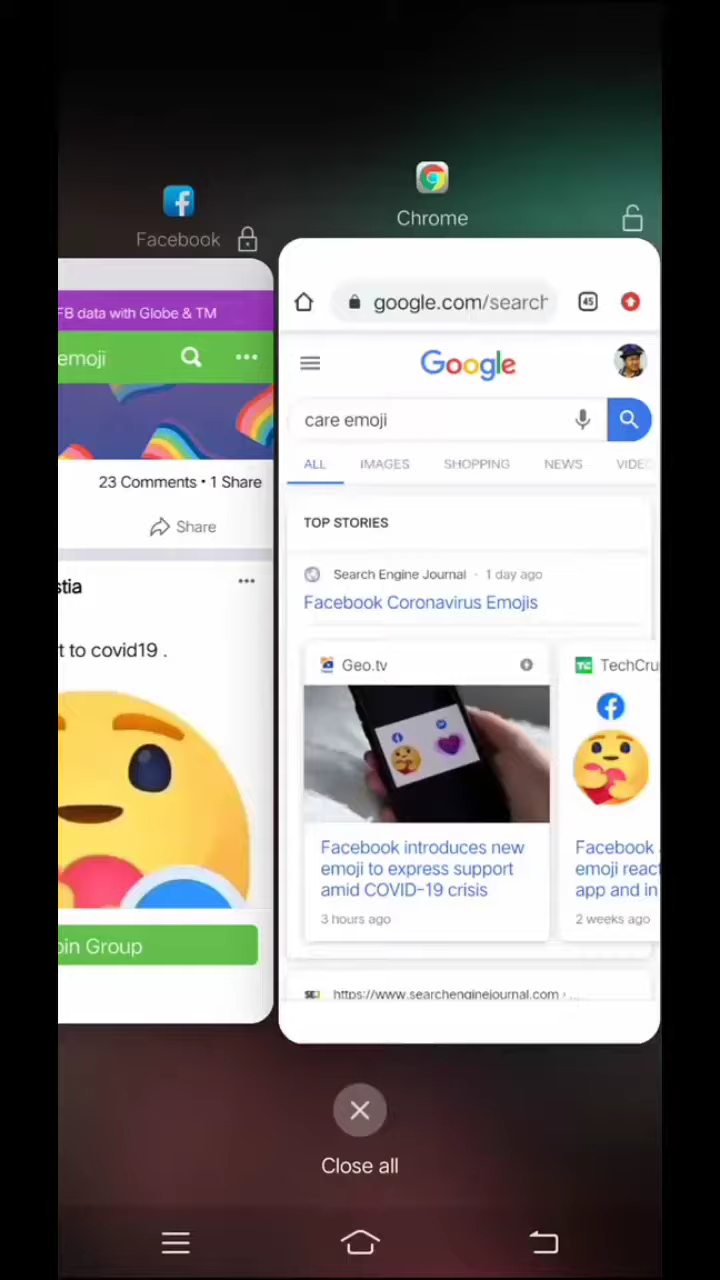 Facebook
Chrome
FB data with Globe & TM
emoji
23 Comments • 1 Share
Share
stia
t to covid19 .
oin Group
google.com/search
45
Google
care emoji
ALL IMAGES SHOPPING NEWS VIDE
TOP STORIES
Search Engine Journal · 1 day ago
Facebook Coronavirus Emojis
Geo.tv
Facebook introduces new
emoji to express support
amid COVID-19 crisis
3 hours ago
TechCru
Facebook
emoji react
app and in
2 weeks ago
https://www.searchenginejournal.com › ...
Close all